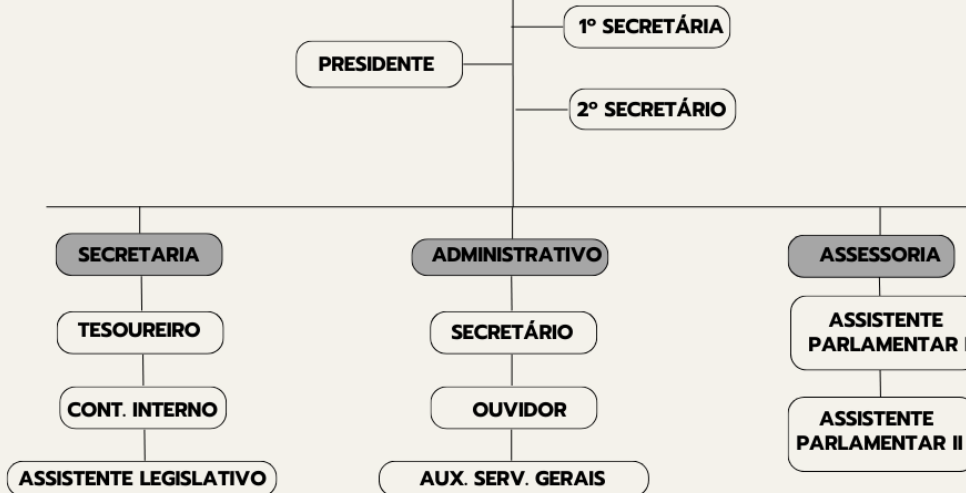 1º SECRETÁRIA
PRESIDENTE
2º SECRETÁRIO
SECRETARIA
ADMINISTRATIVO
ASSESSORIA
TESOUREIRO
SECRETÁRIO
ASSISTENTE
PARLAMENTAR I
CONT. INTERNO
OUVIDOR
ASSISTENTE
PARLAMENTAR II
ASSISTENTE LEGISLATIVO
AUX. SERV. GERAIS